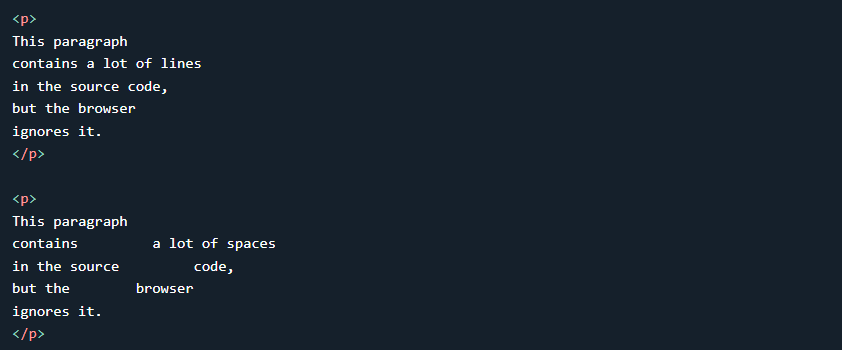 <p>
This paragraph
contains a lot of lines
in the source code,
but the browser
ignores it.
</p>

<p>
This paragraph
contains         a lot of spaces
in the source         code,
but the        browser
ignores it.
</p>